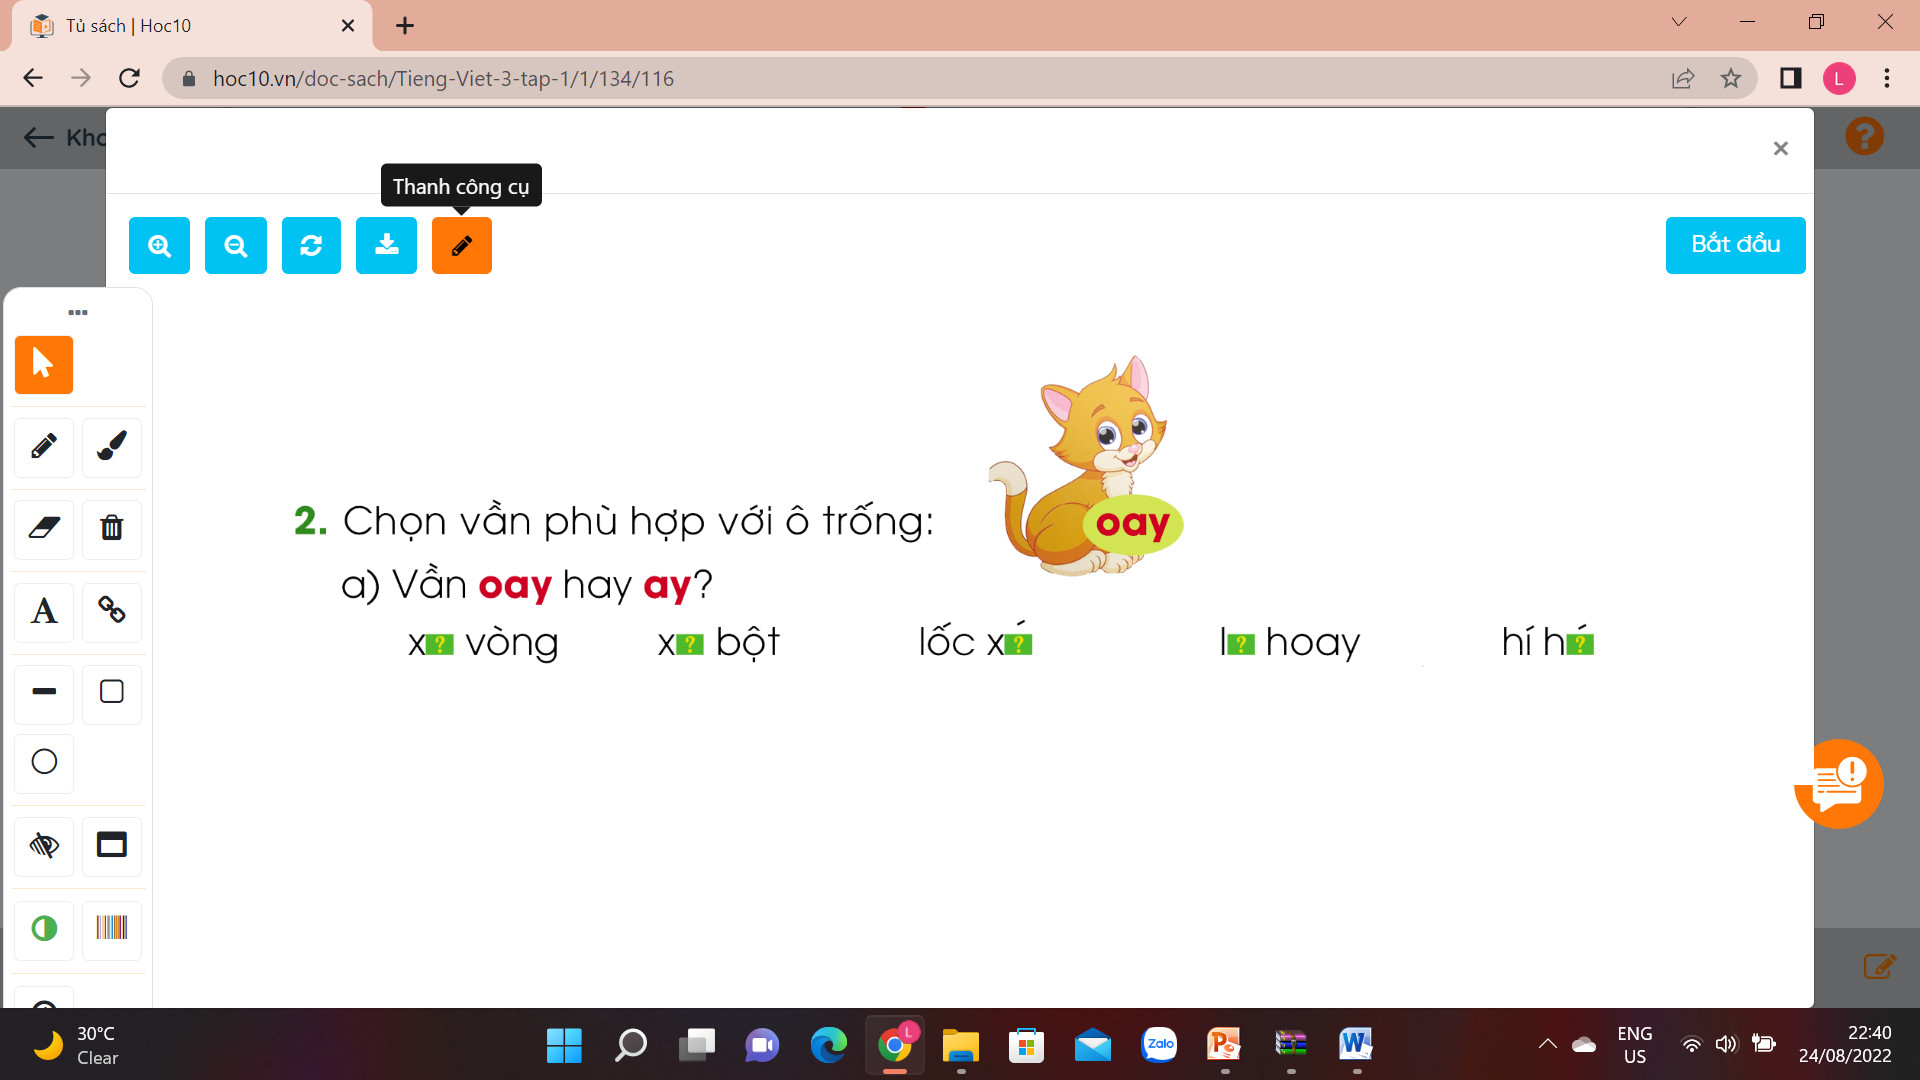 Tủ sách | Hoc10
hoc10.vn/doc-sach/Tieng-Viet-3-tap-1/1/134/116
L
Thanh công cụ
Bắt đầu
oay
2. Chọn vần phù hợp với ô trống:
a) Vần oay hay ay?
x? vòng x? bột lốc x?́ l? hoay hí h?́
A
30°C
Clear
L
Zalo
ENG
US
22:40
24/08/2022